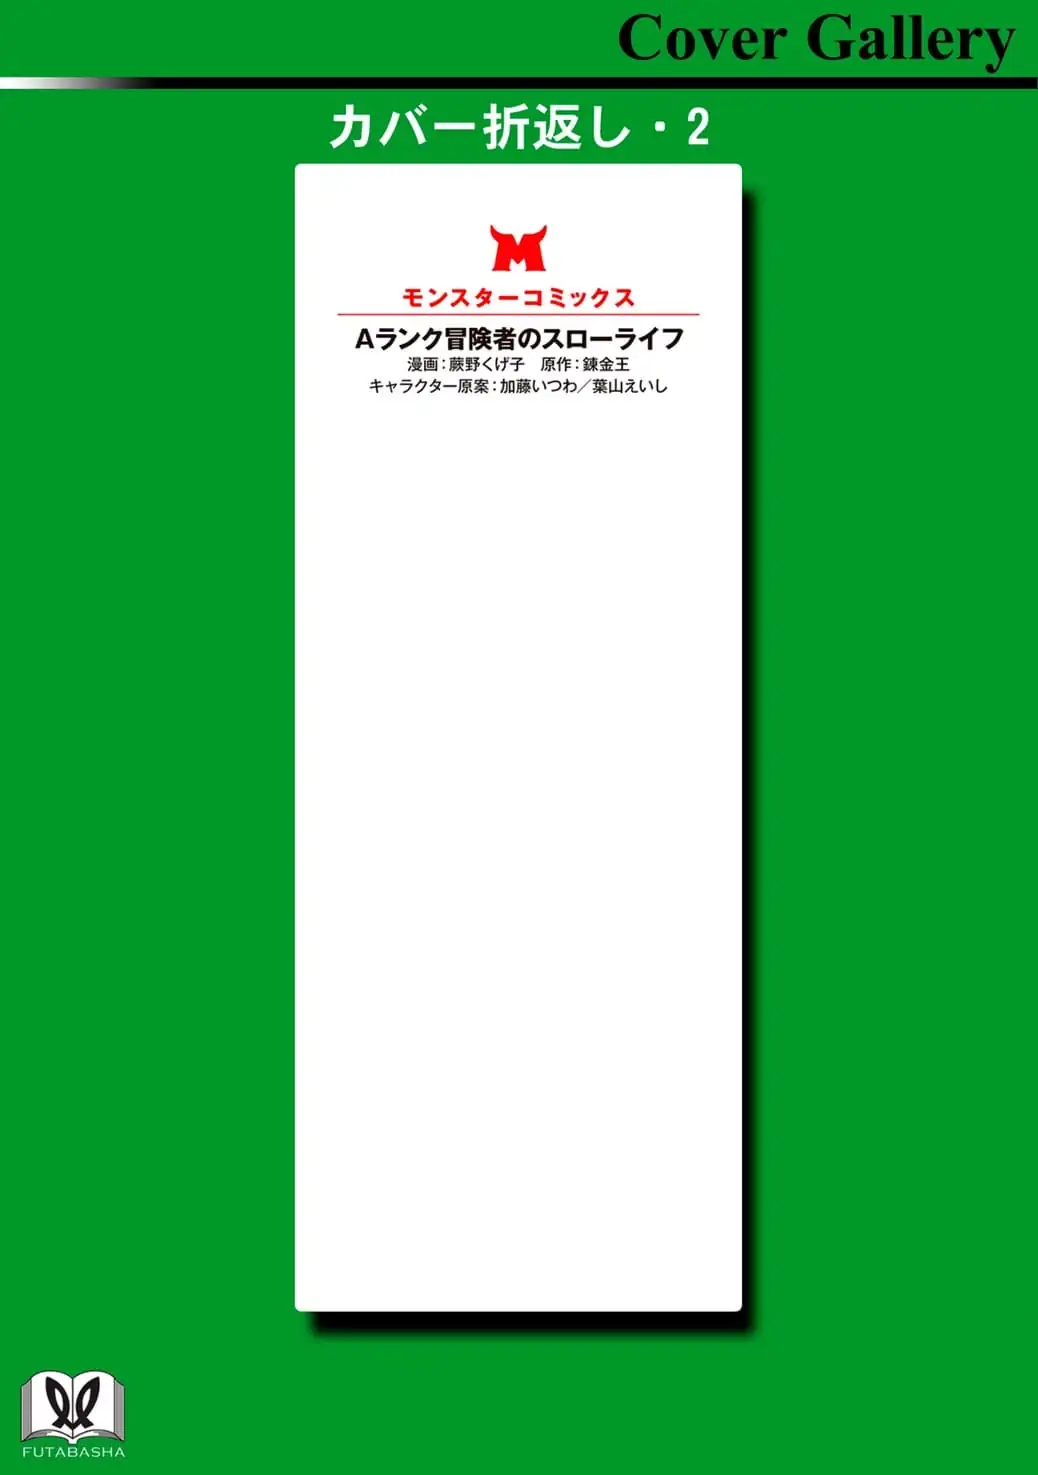 Cover Gallery
カバー折返し・2
M
モンスターコミックス
Aランク冒険者のスローライフ
漫画：蕨野くげ子　原作：錬金王
キャラクター原案：加藤いつわ／葉山えいし
FUTABASHA